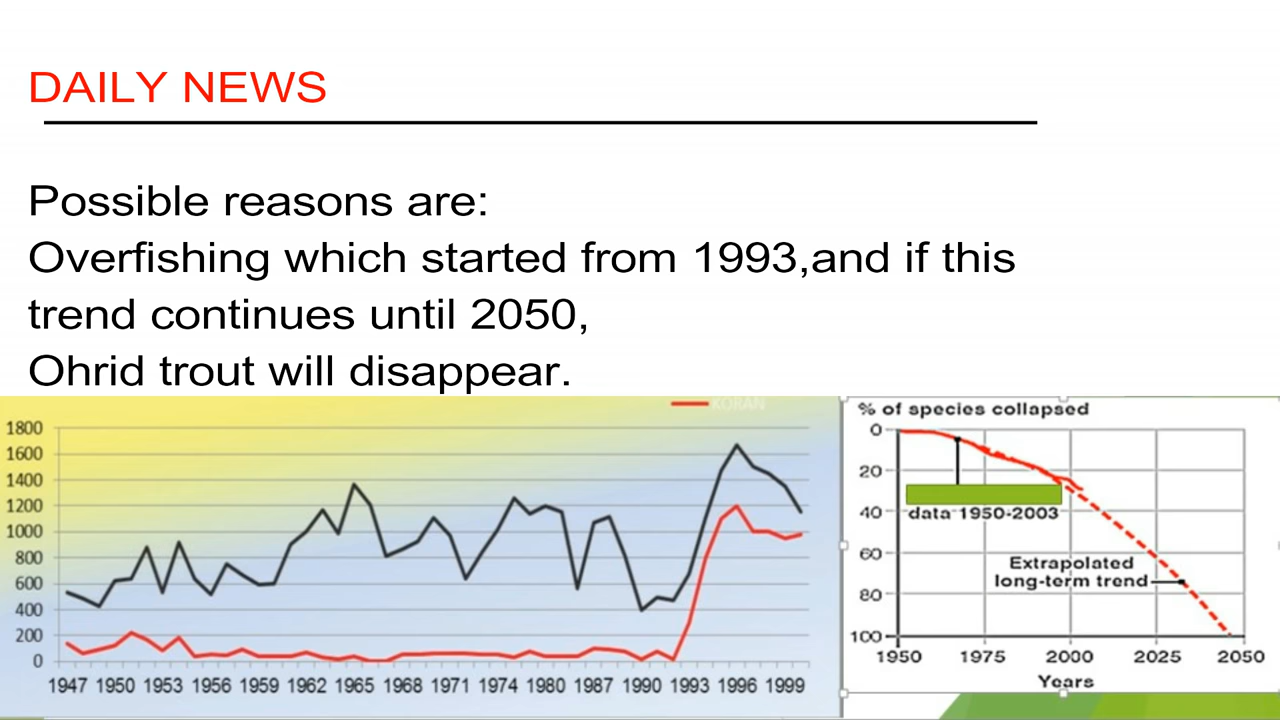 DAILY NEWS
Possible reasons are:
Overfishing which started from 1993,and if this
trend continues until 2050,
Ohrid trout will disappear.
KORAN
1800
1600
1400
1200
1000
800
600
400
200
0
1947 1950 1953 1956 1959 1962 1965 1968 1971 1974 1980 1987 1990 1993 1996 1999
% of species collapsed
0
20
40
60
80
100
data 1950-2003
Extrapolated
long-term trend
1950 1975 2000 2025 2050
Years